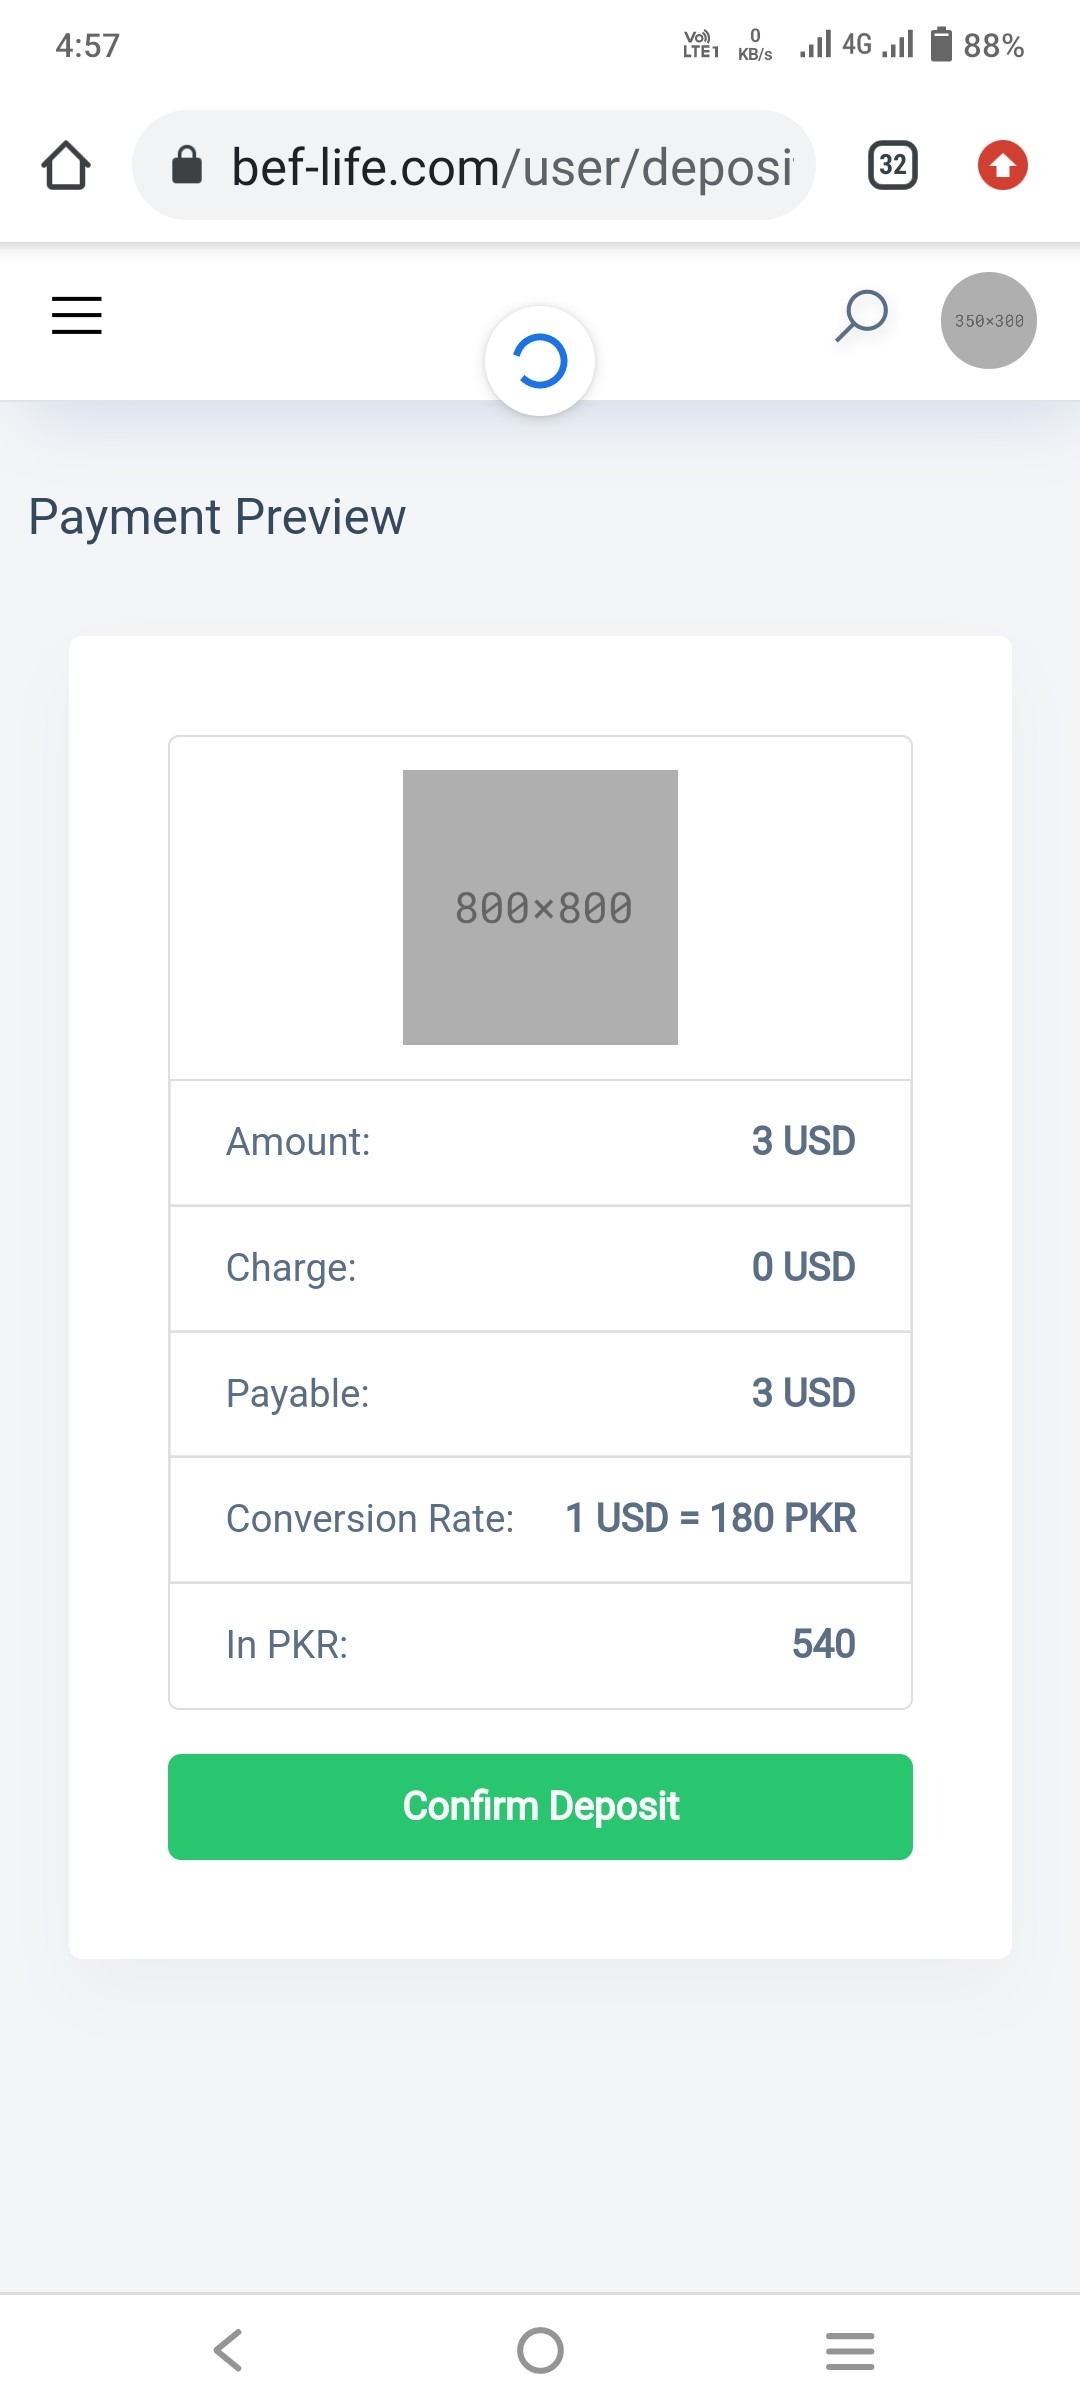 4:57
Vo)) LTE1 0 KB/s 4G 88%
bef-life.com/user/deposi
32
350×300
Payment Preview
800×800
Amount: 3 USD
Charge: 0 USD
Payable: 3 USD
Conversion Rate: 1 USD = 180 PKR
In PKR: 540
Confirm Deposit